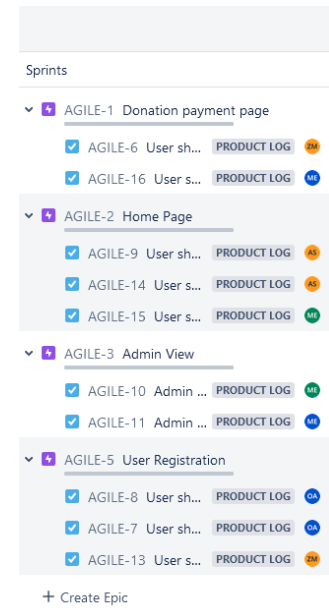 Sprints
AGILE-1 Donation payment page
AGILE-6 User sh... PRODUCT LOG ZM
AGILE-16 User s... PRODUCT LOG ME
AGILE-2 Home Page
AGILE-9 User sh... PRODUCT LOG AS
AGILE-14 User s... PRODUCT LOG AS
AGILE-15 User s... PRODUCT LOG ME
AGILE-3 Admin View
AGILE-10 Admin ... PRODUCT LOG ME
AGILE-11 Admin ... PRODUCT LOG ME
AGILE-5 User Registration
AGILE-8 User sh... PRODUCT LOG OA
AGILE-7 User sh... PRODUCT LOG OA
AGILE-13 User s... PRODUCT LOG ZM
+ Create Epic